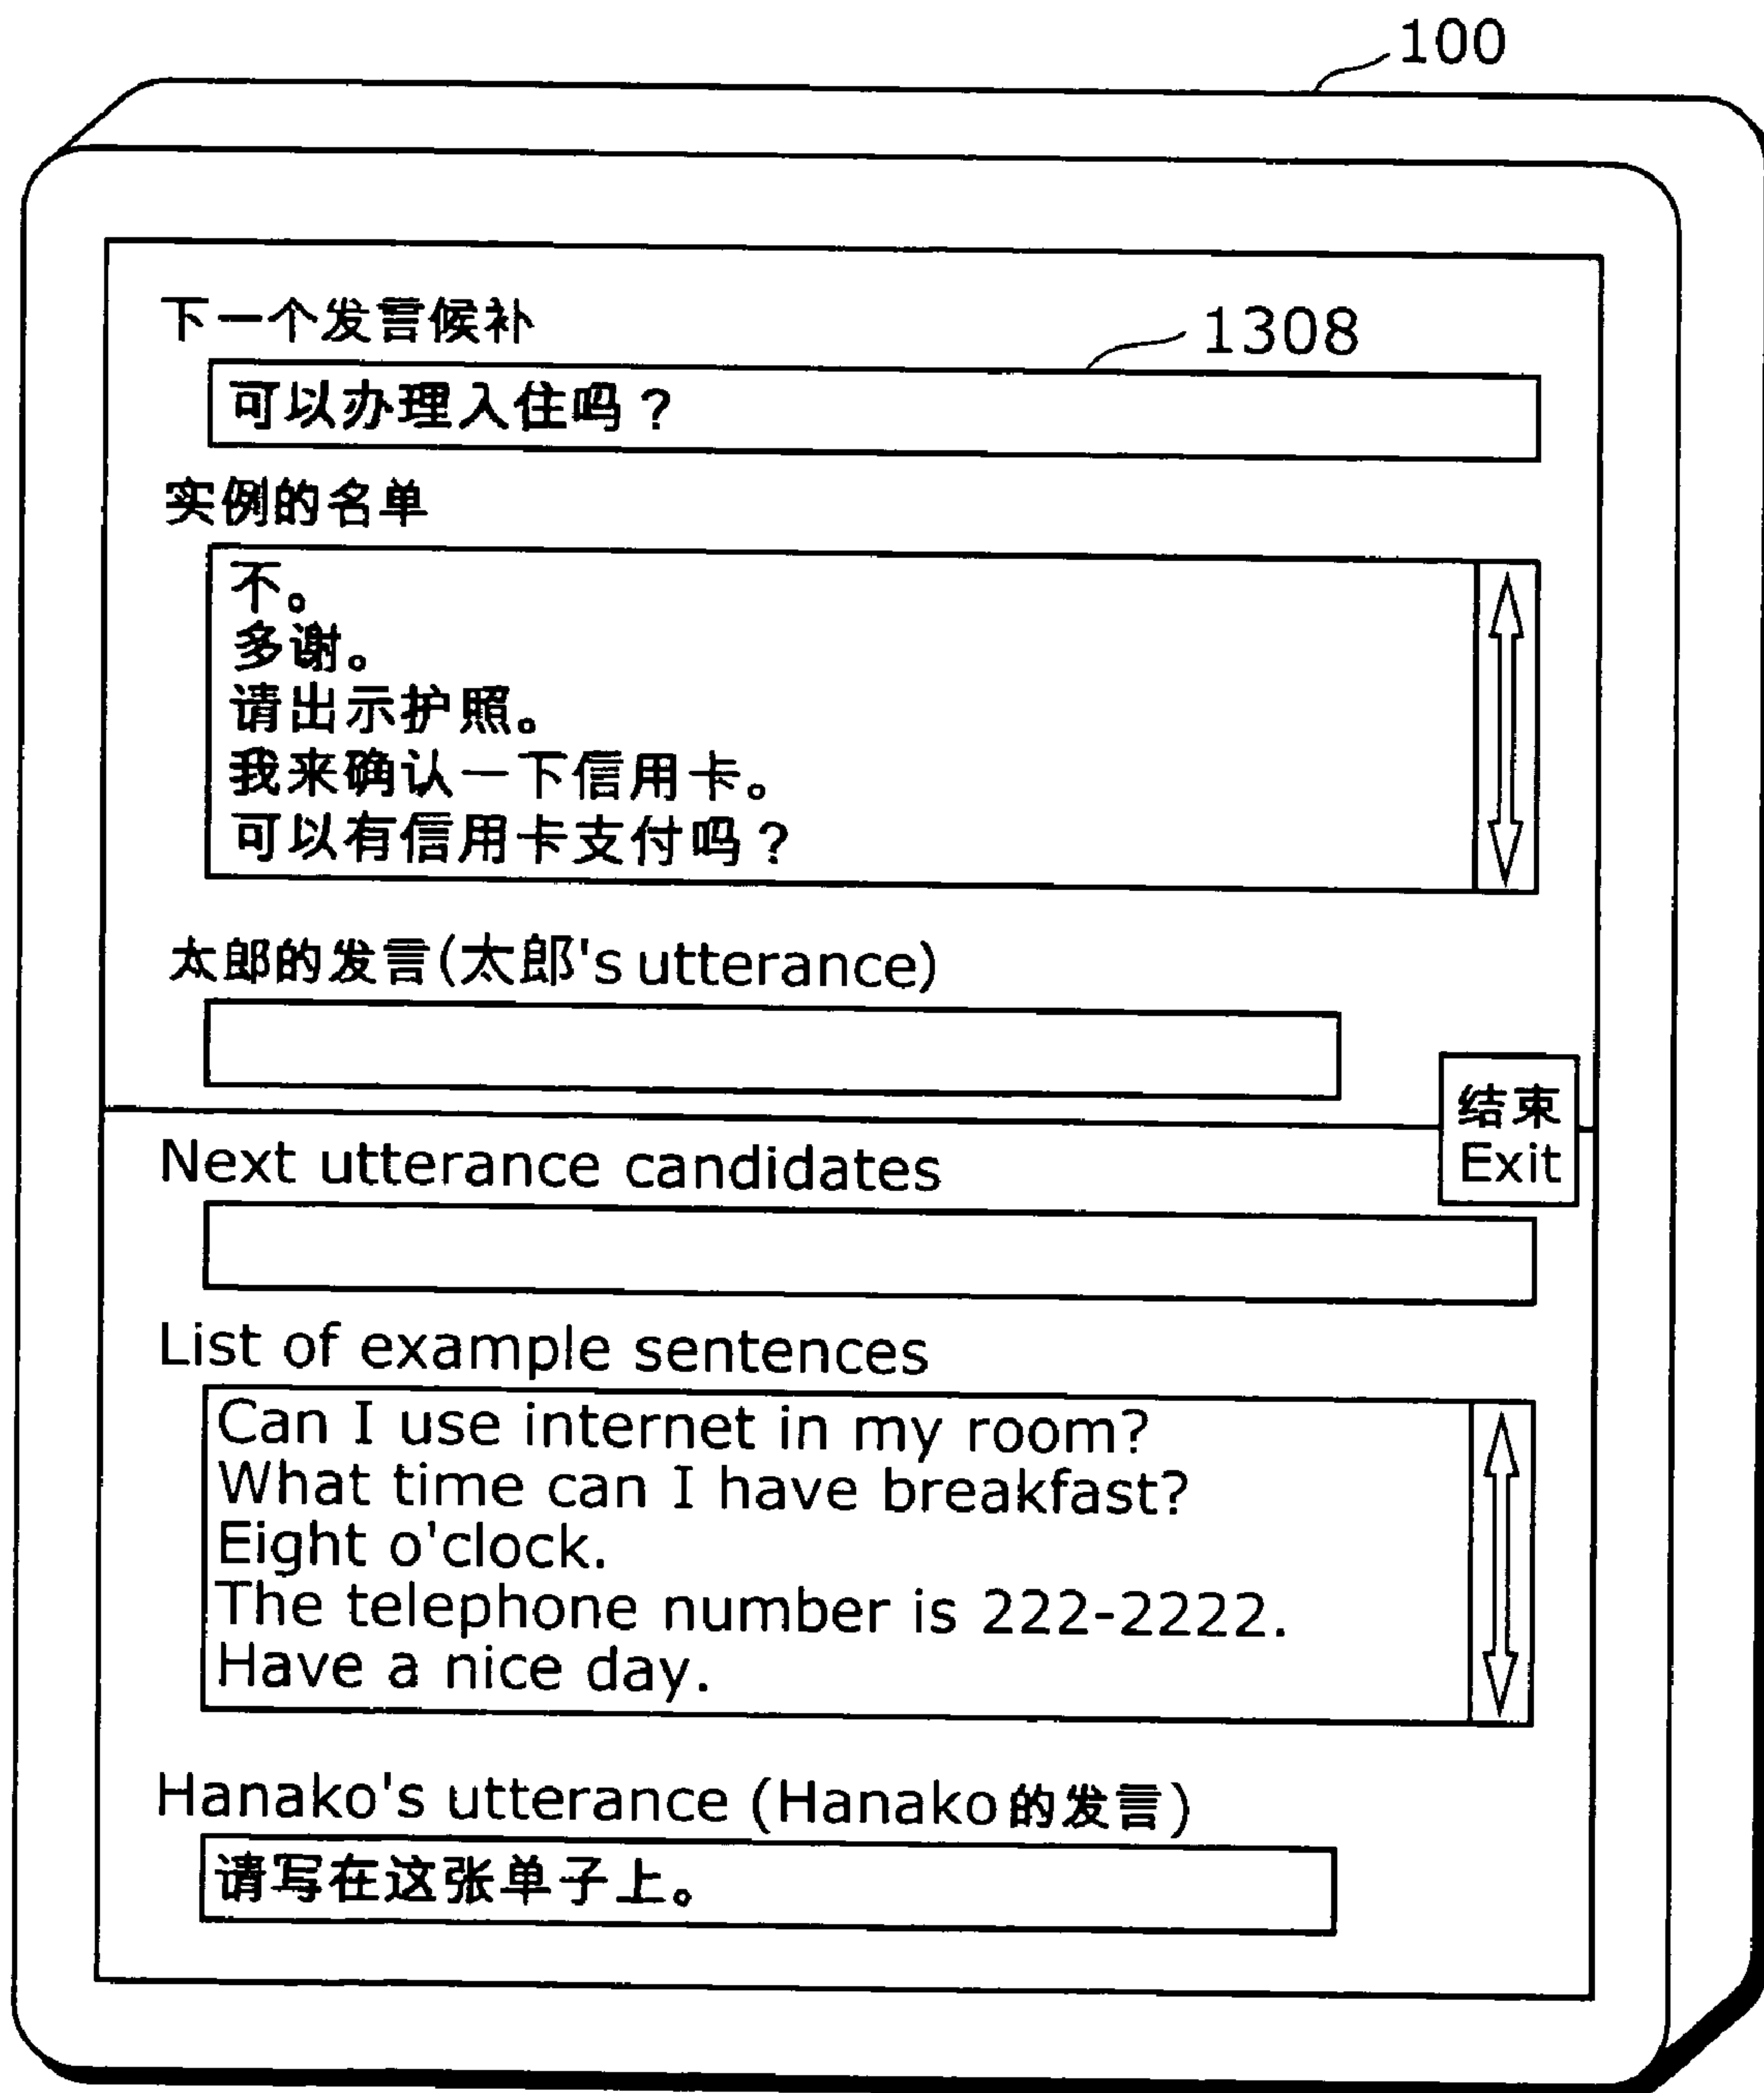 100
下一个发言候补
1308
可以办理入住吗？
实例的名单
不。
多谢。
请出示护照。
我来确认一下信用卡。
可以有信用卡支付吗？
太郎的发言(太郎's utterance)
结束
Exit
Next utterance candidates
List of example sentences
Can I use internet in my room?
What time can I have breakfast?
Eight o'clock.
The telephone number is 222-2222.
Have a nice day.
Hanako's utterance (Hanako的发言)
请写在这张单子上。